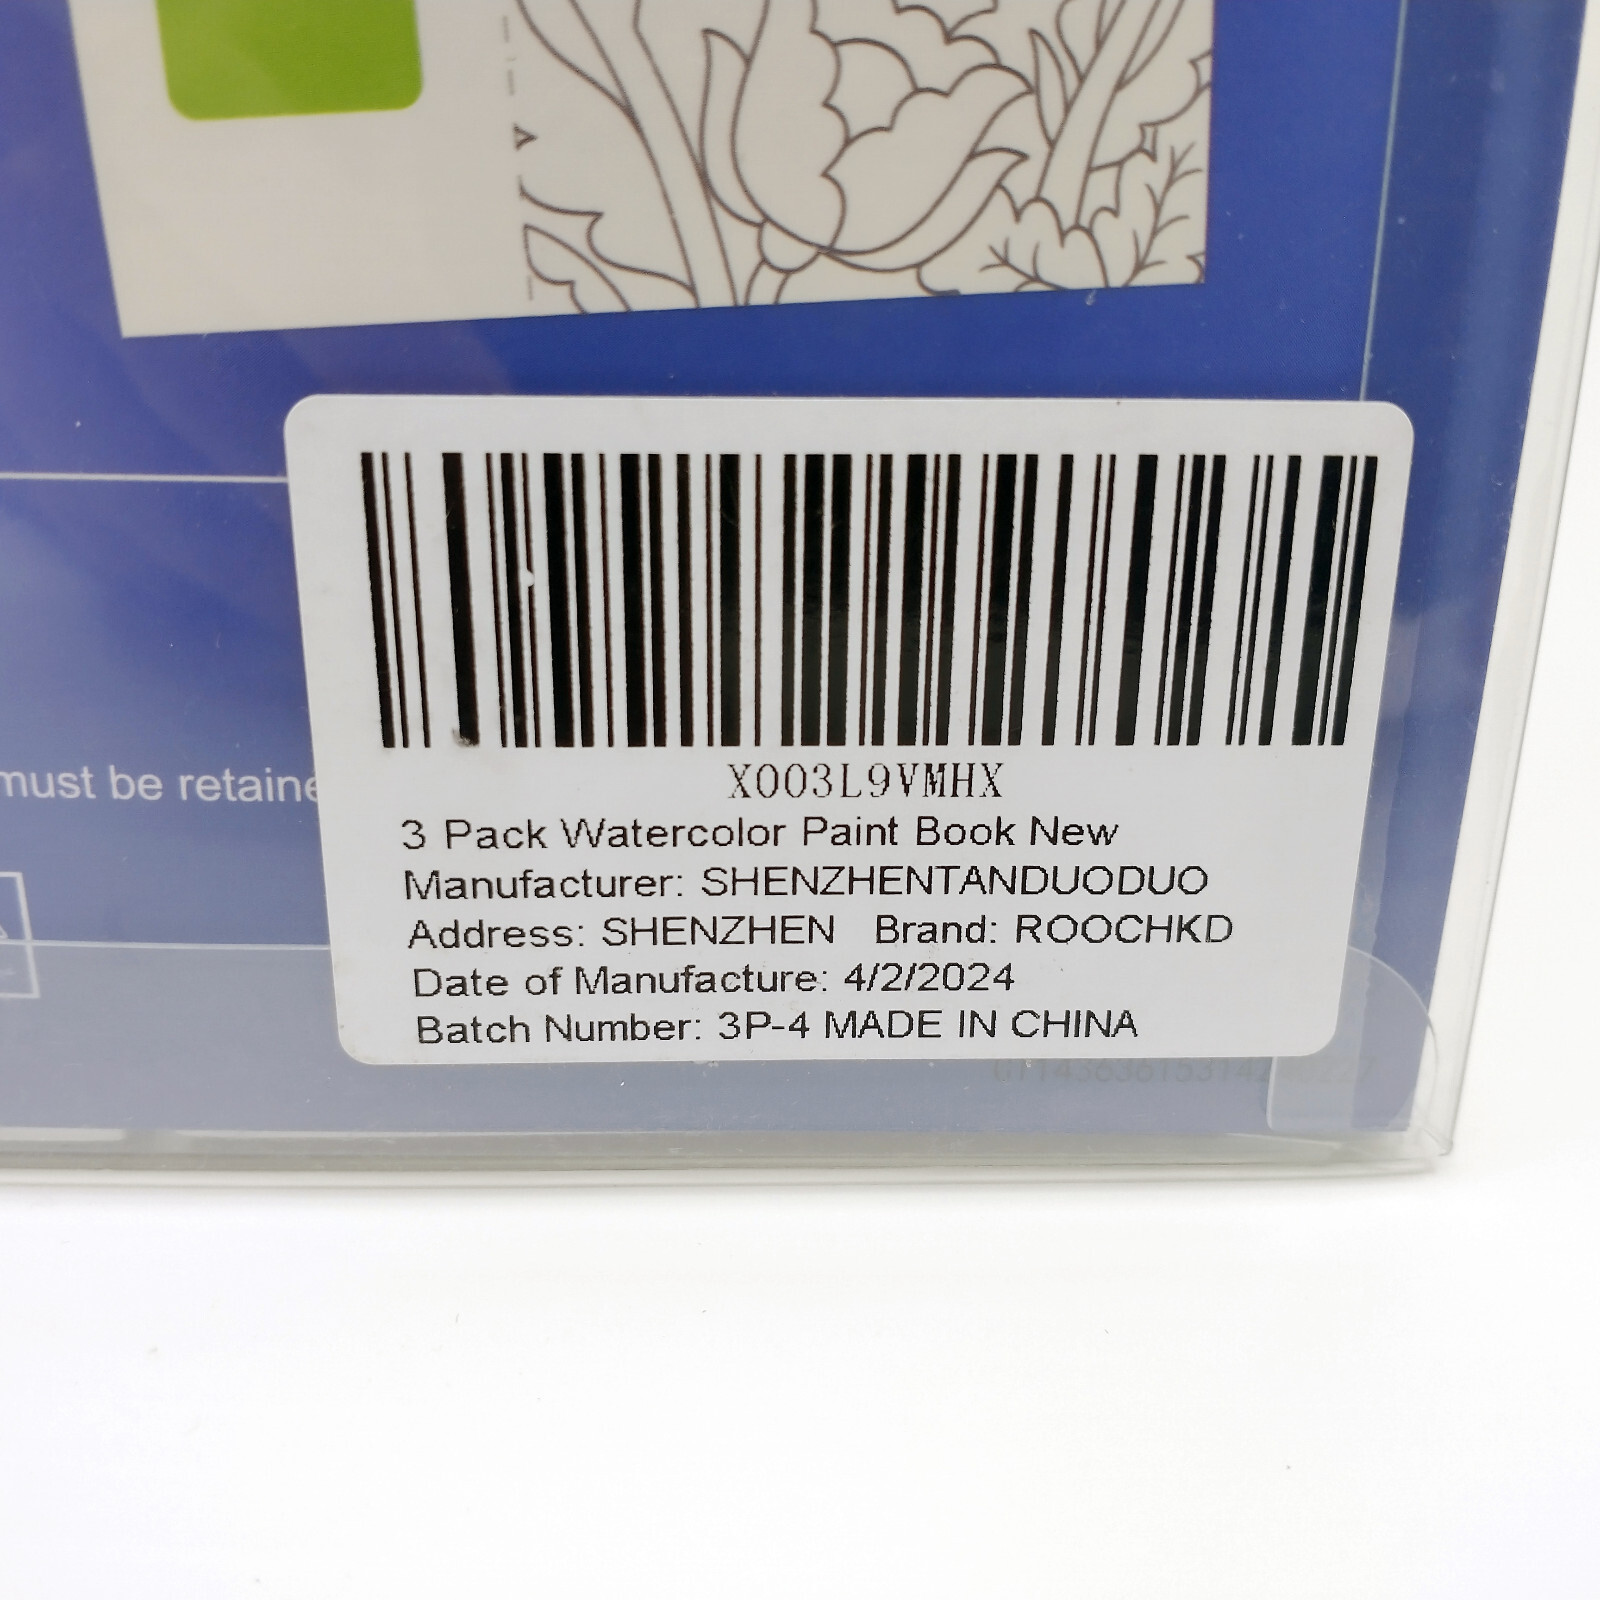 must be retaine
X003L9VMHX
3 Pack Watercolor Paint Book New
Manufacturer: SHENZHENTANDUODUO
Address: SHENZHEN Brand: ROOCHKD
Date of Manufacture: 4/2/2024
Batch Number: 3P-4 MADE IN CHINA